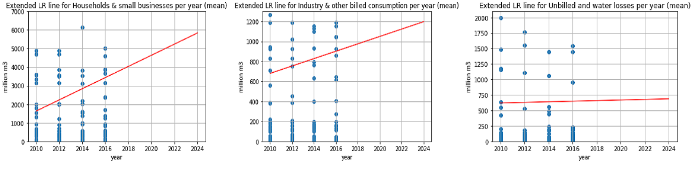 Extended LR line for Households & small businesses per year (mean)
7000
6000
5000
4000
3000
2000
1000
0
million m3
2010 2012 2014 2016 2018 2020 2022 2024
year
Extended LR line for Industry & other billed consumption per year (mean)
1200
1000
800
600
400
200
0
million m3
2010 2012 2014 2016 2018 2020 2022 2024
year
Extended LR line for Unbilled and water losses per year (mean)
2000
1750
1500
1250
1000
750
500
250
0
million m3
2010 2012 2014 2016 2018 2020 2022 2024
year